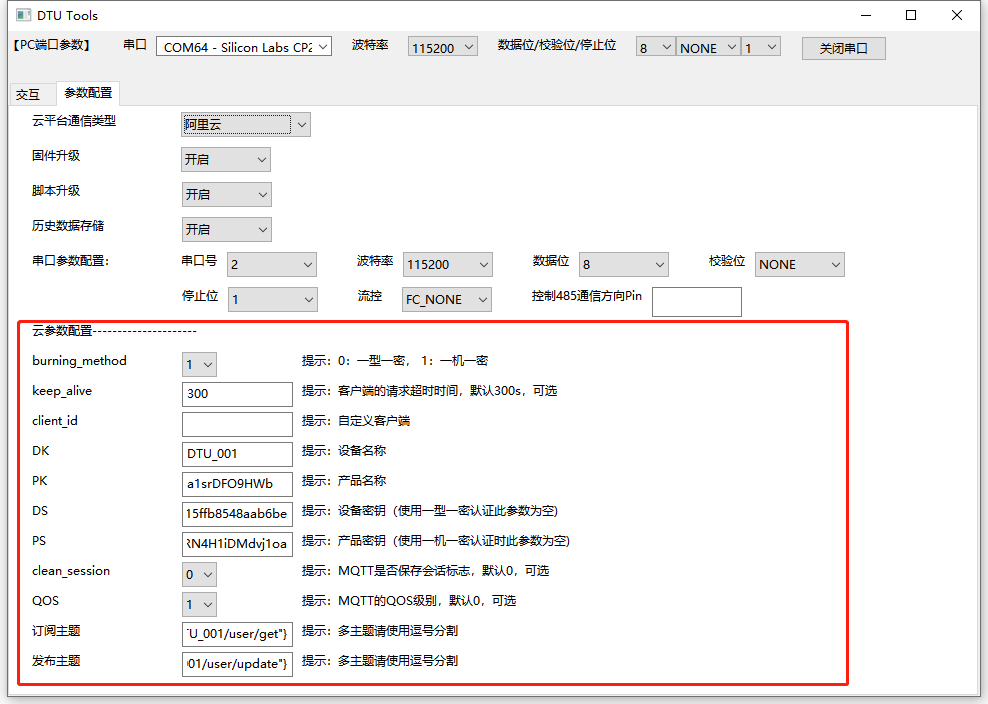 DTU Tools
【PC端口参数】 串口 COM64 - Silicon Labs CP2 波特率 115200 数据位/校验位/停止位 8 NONE 1 关闭串口
交互 参数配置
云平台通信类型 阿里云
固件升级 开启
脚本升级 开启
历史数据存储 开启
串口参数配置: 串口号 2 波特率 115200 数据位 8 校验位 NONE
停止位 1 流控 FC_NONE 控制485通信方向Pin
云参数配置---------------------
burning_method 1 提示：0：一型一密， 1：一机一密
keep_alive 300 提示：客户端的请求超时时间，默认300s，可选
client_id 提示：自定义客户端
DK DTU_001 提示：设备名称
PK a1srDFO9HWb 提示：产品名称
DS 15ffb8548aab6be 提示：设备密钥（使用一型一密认证此参数为空)
PS RN4H1iDMdvj1oa 提示：产品密钥（使用一机一密认证时此参数为空)
clean_session 0 提示：MQTT是否保存会话标志，默认0，可选
QOS 1 提示：MQTT的QOS级别，默认0，可选
订阅主题 U_001/user/get"} 提示：多主题请使用逗号分割
发布主题 01/user/update"} 提示：多主题请使用逗号分割